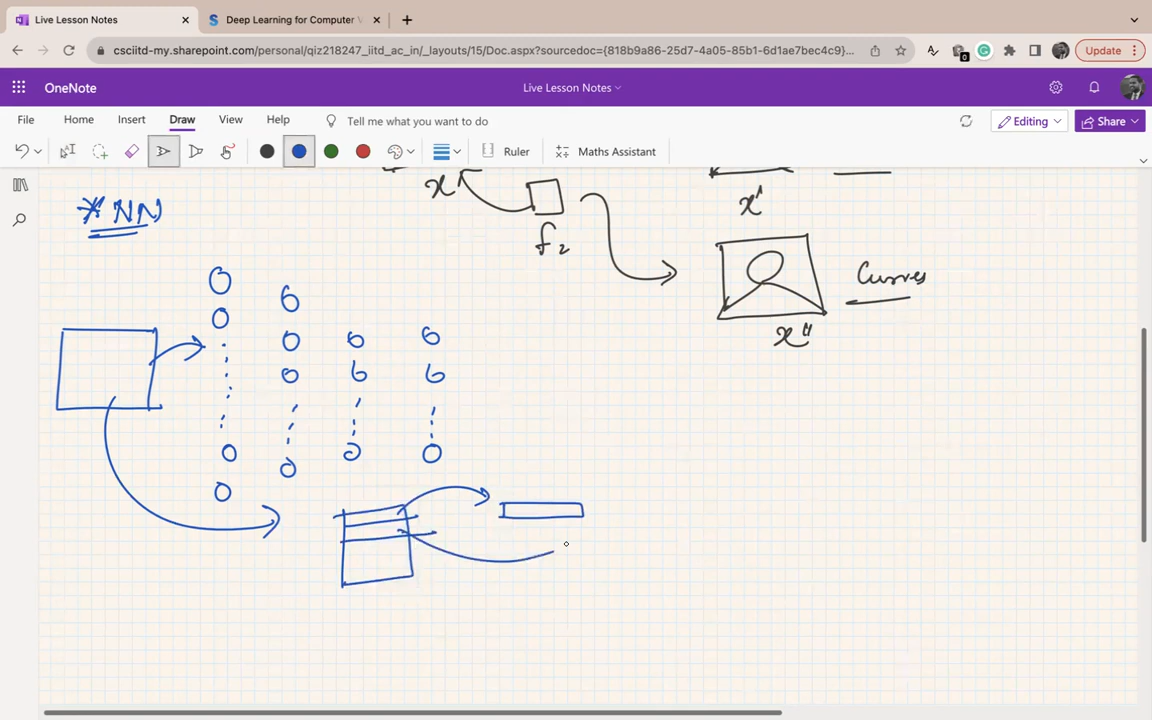 Live Lesson Notes
Deep Learning for Computer V
csciitd-my.sharepoint.com/personal/qiz218247_iitd_ac_in/_layouts/15/Doc.aspx?sourcedoc={818b9a86-25d7-4a05-85b1-6d1ae7bec4c9}...
0
Update
OneNote
Live Lesson Notes
File Home Insert Draw View Help Tell me what you want to do
Editing
Share
Ruler
Maths Assistant
x
x'
* NN
f2
Curves
x"